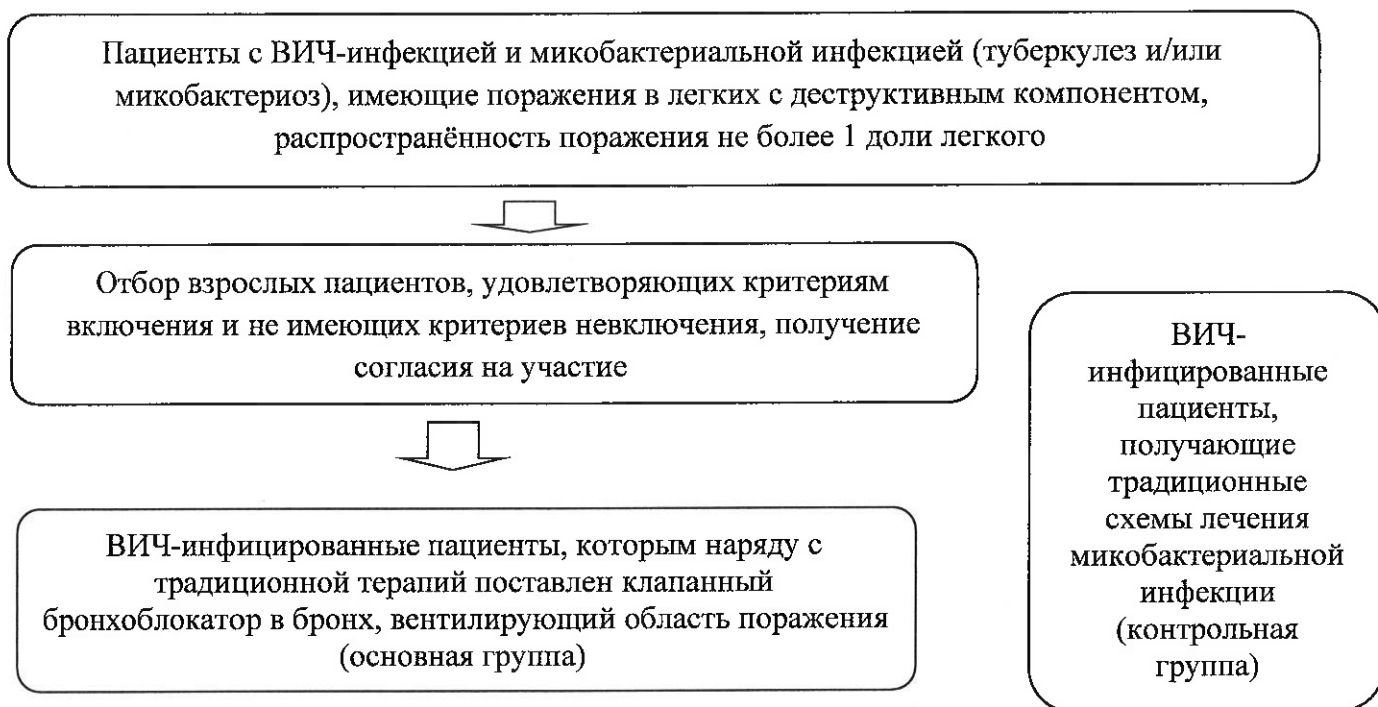 Пациенты с ВИЧ-инфекцией и микобактериальной инфекцией (туберкулез и/или
микобактериоз), имеющие поражения в легких с деструктивным компонентом,
распространённость поражения не более 1 доли легкого
Отбор взрослых пациентов, удовлетворяющих критериям
включения и не имеющих критериев невключения, получение
согласия на участие
ВИЧ-инфицированные пациенты, которым наряду с
традиционной терапий поставлен клапанный
бронхоблокатор в бронх, вентилирующий область поражения
(основная группа)
ВИЧ-
инфицированные
пациенты,
получающие
традиционные
схемы лечения
микобактериальной
инфекции
(контрольная
группа)